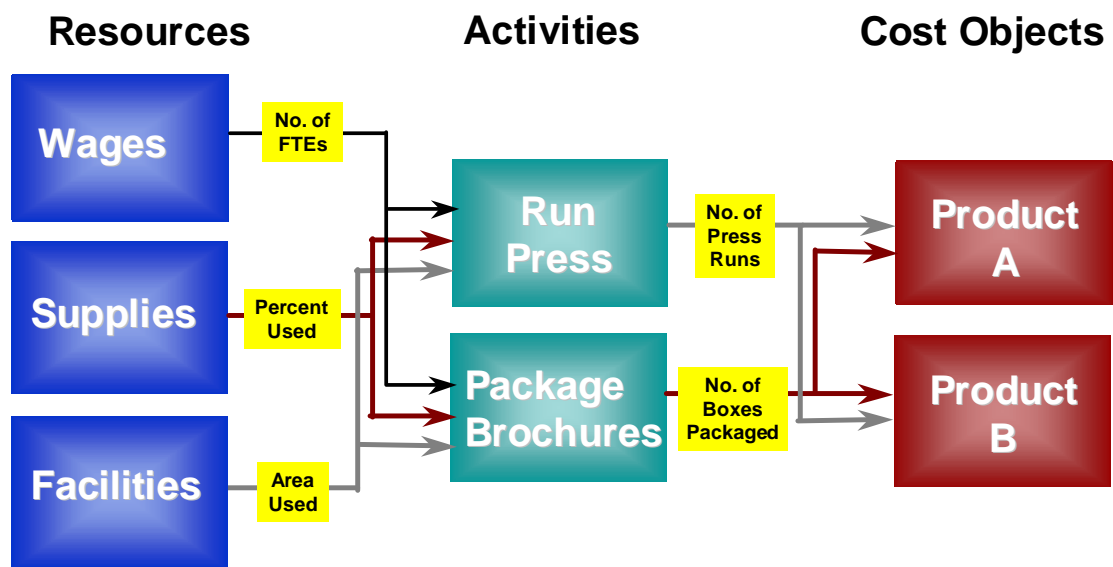 Resources
Activities
Cost Objects
Wages
No. of
FTEs
Supplies
Percent
Used
Facilities
Area
Used
Run
Press
No. of
Press
Runs
Package
Brochures
No. of
Boxes
Packaged
Product
A
Product
B